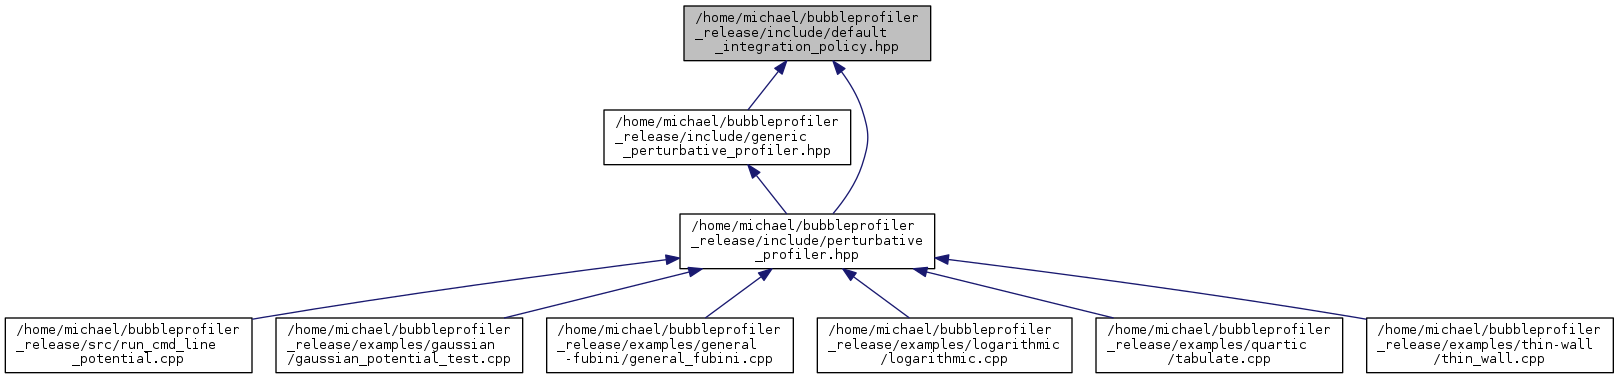 /home/michael/bubbleprofiler
_release/include/default
_integration_policy.hpp
/home/michael/bubbleprofiler
_release/include/generic
_perturbative_profiler.hpp
/home/michael/bubbleprofiler
_release/include/perturbative
_profiler.hpp
/home/michael/bubbleprofiler
_release/src/run_cmd_line
_potential.cpp
/home/michael/bubbleprofiler
_release/examples/gaussian
/gaussian_potential_test.cpp
/home/michael/bubbleprofiler
_release/examples/general
-fubini/general_fubini.cpp
/home/michael/bubbleprofiler
_release/examples/logarithmic
/logarithmic.cpp
/home/michael/bubbleprofiler
_release/examples/quartic
/tabulate.cpp
/home/michael/bubbleprofiler
_release/examples/thin-wall
/thin_wall.cpp